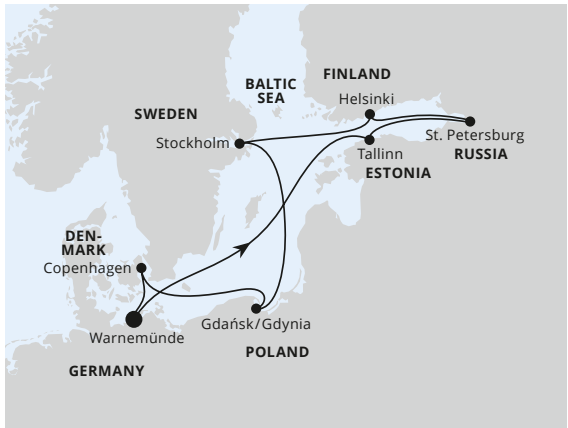 FINLAND
BALTIC
SEA
Helsinki
SWEDEN
Stockholm
St. Petersburg
RUSSIA
Tallinn
ESTONIA
DEN-
MARK
Copenhagen
Gdańsk/Gdynia
Warnemünde
POLAND
GERMANY